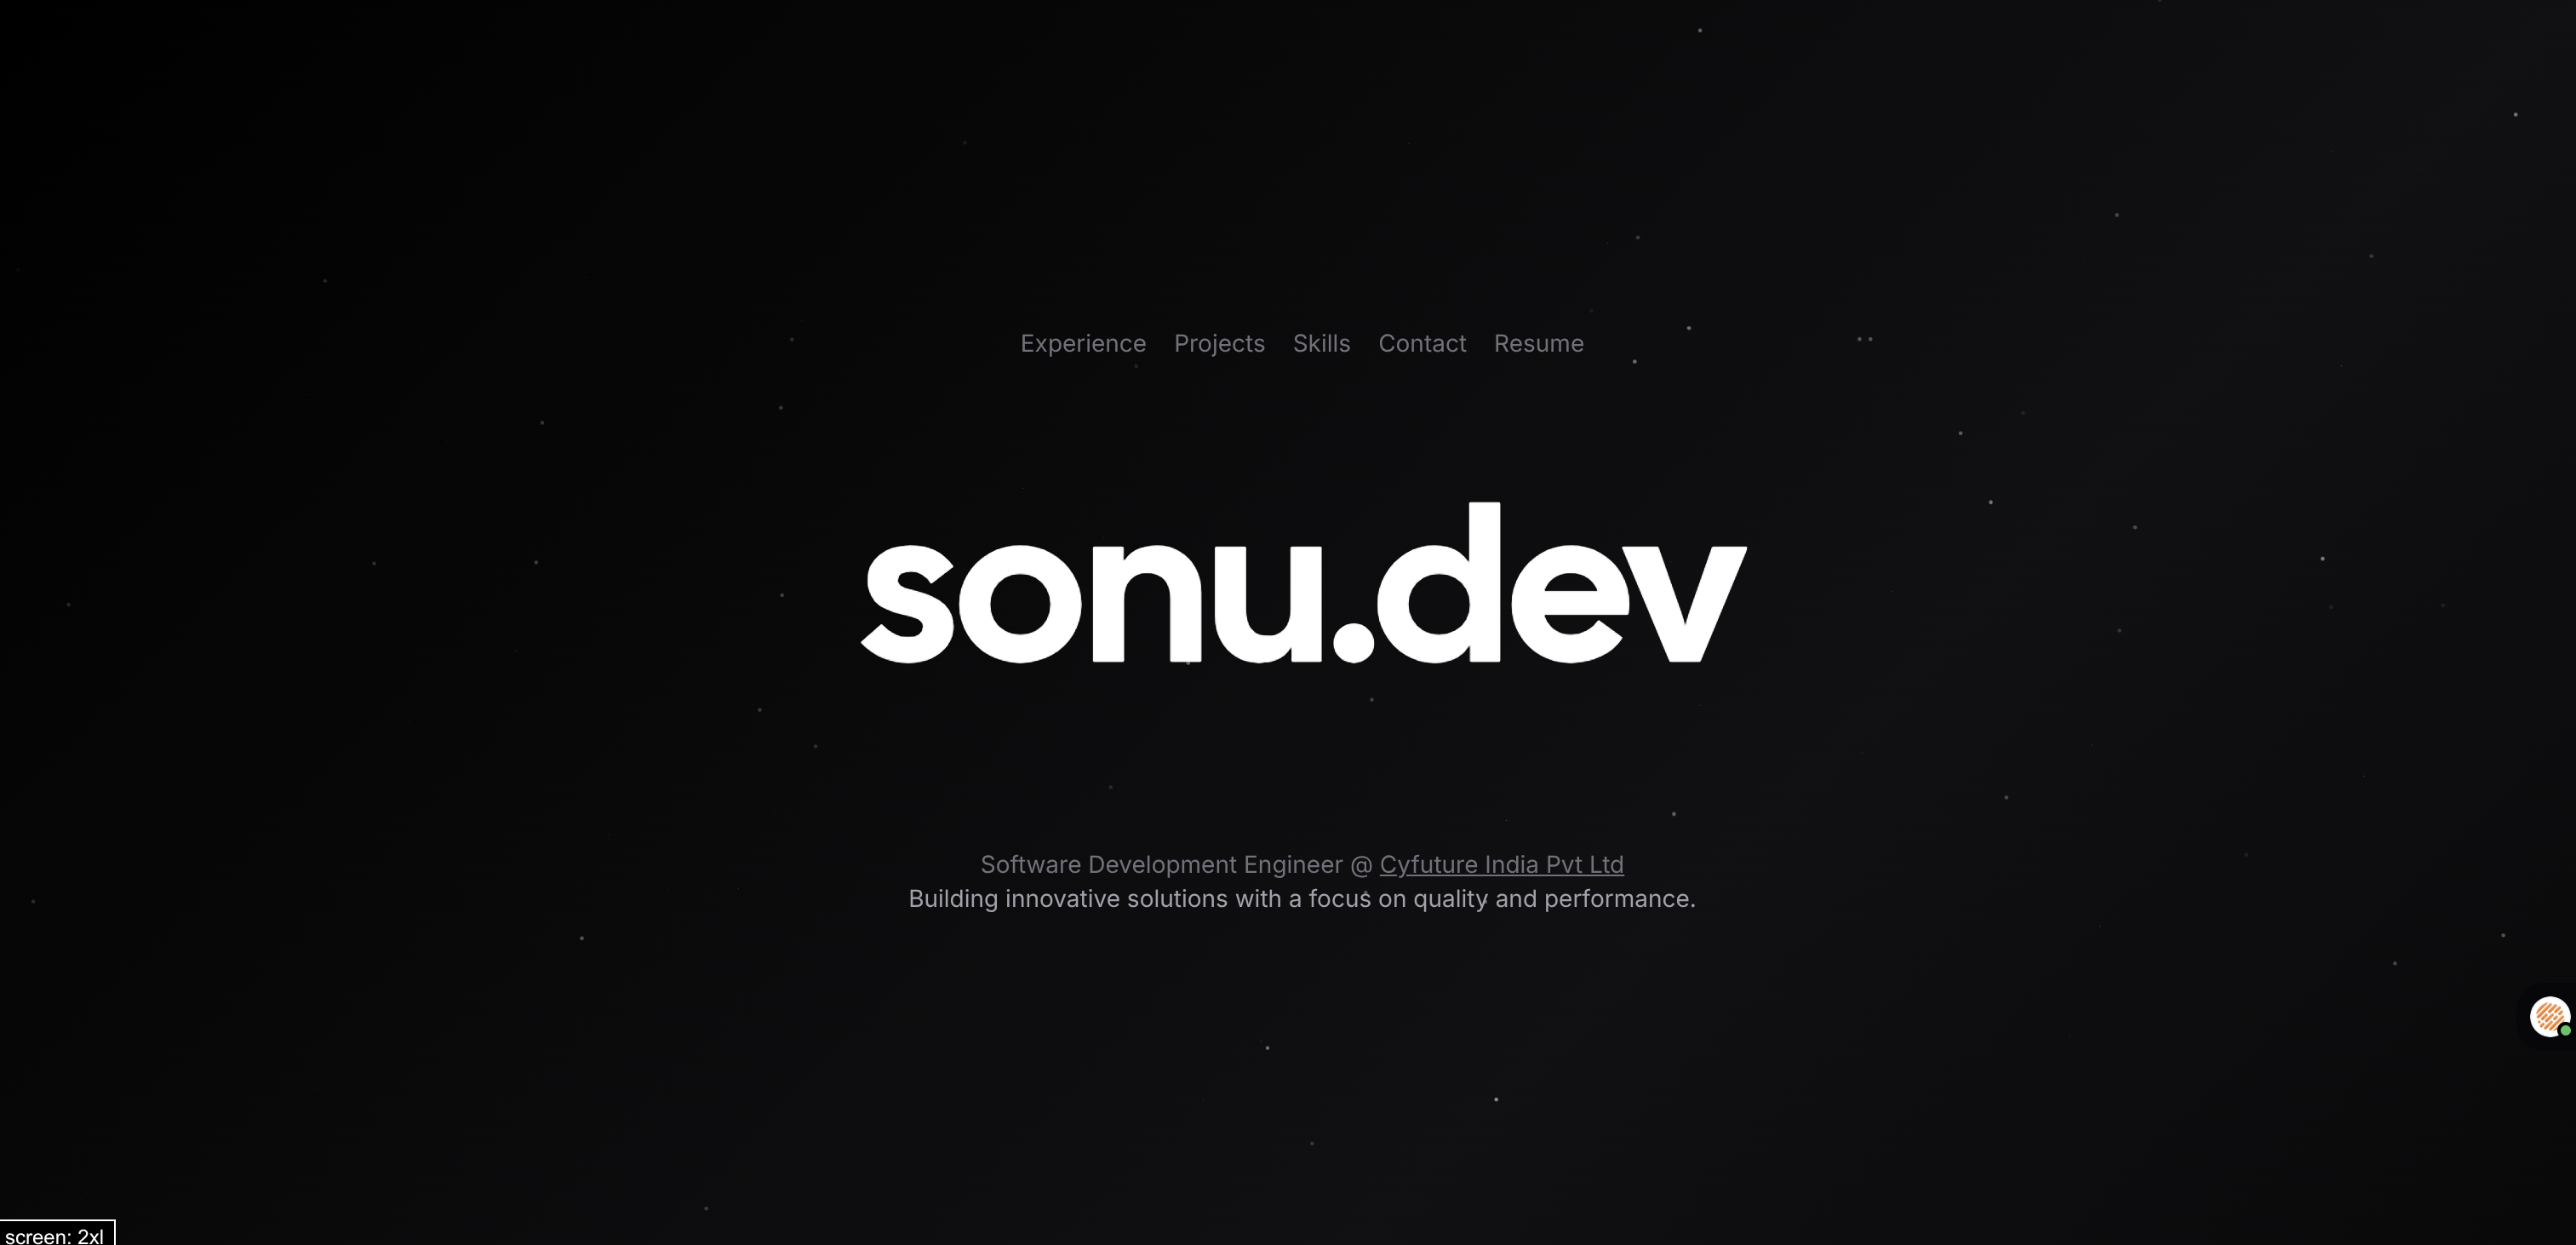 Experience Projects Skills Contact Resume
sonu.dev
Software Development Engineer @ Cyfuture India Pvt Ltd
Building innovative solutions with a focus on quality and performance.
screen: 2xl